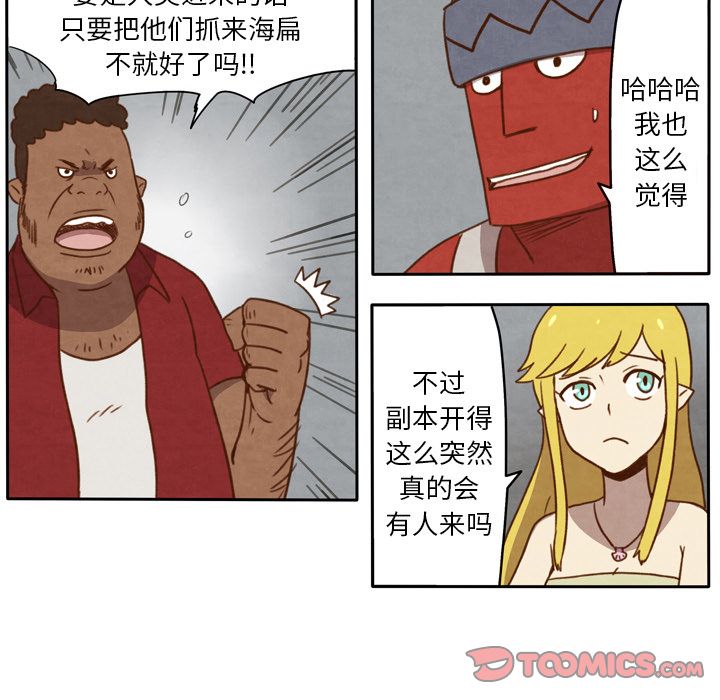 只要把他们抓来海扁
不就好了吗!!
哈哈哈
我也
这么
觉得
不过
副本开得
这么突然
真的会
有人来吗
TOOMICS.COM